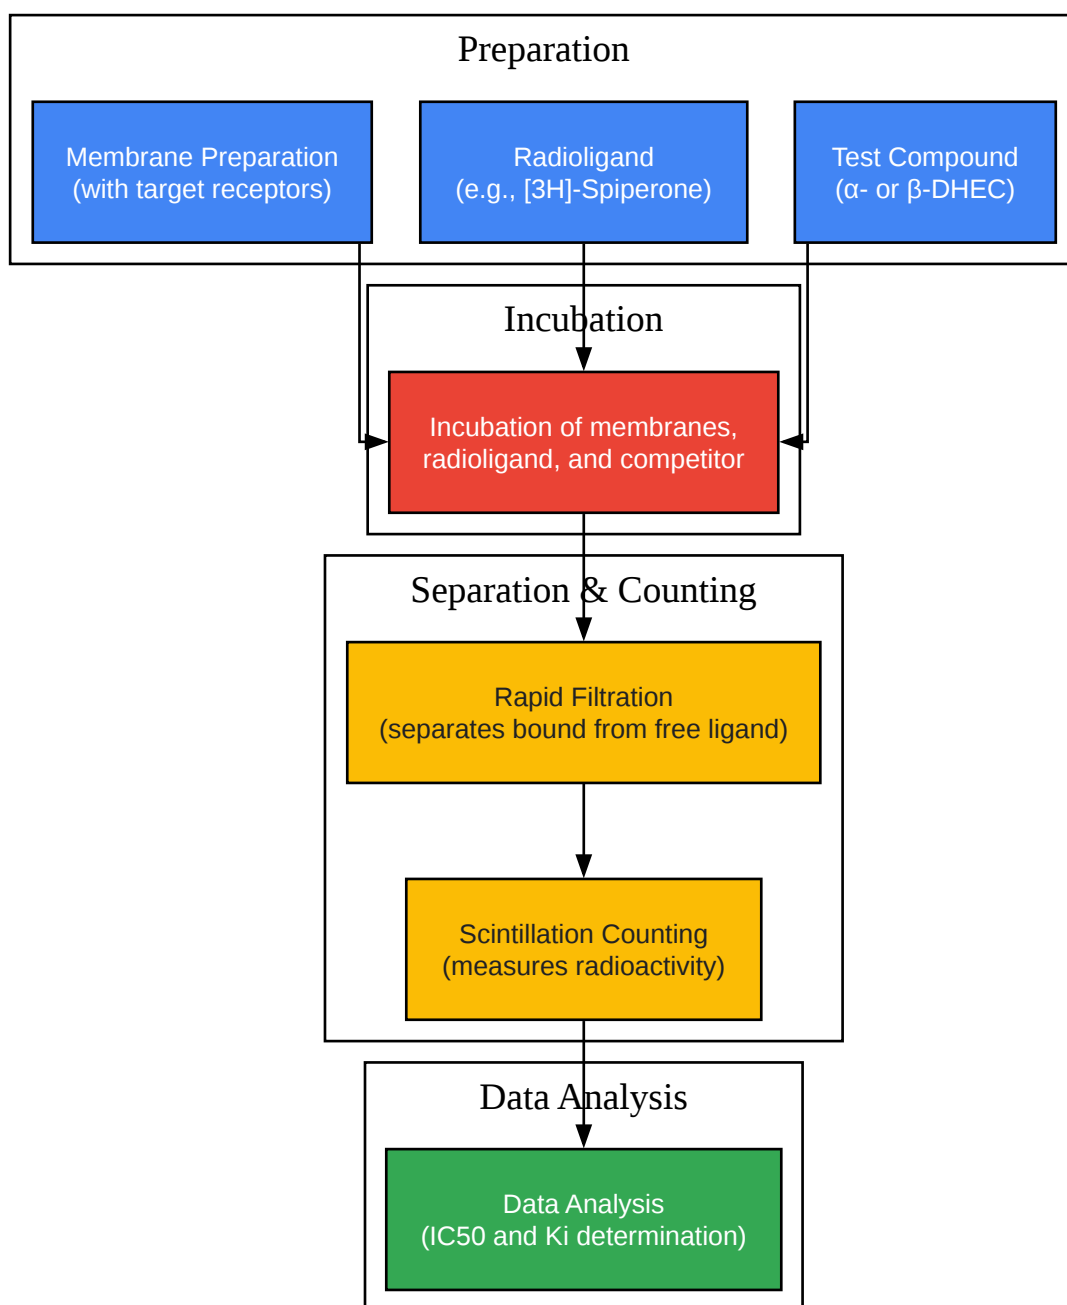 Preparation
Membrane Preparation
(with target receptors)
Radioligand
(e.g., [3H]-Spiperone)
Test Compound
(α- or β-DHEC)
Incubation
Incubation of membranes,
radioligand, and competitor
Separation & Counting
Rapid Filtration
(separates bound from free ligand)
Scintillation Counting
(measures radioactivity)
Data Analysis
Data Analysis
(IC50 and Ki determination)